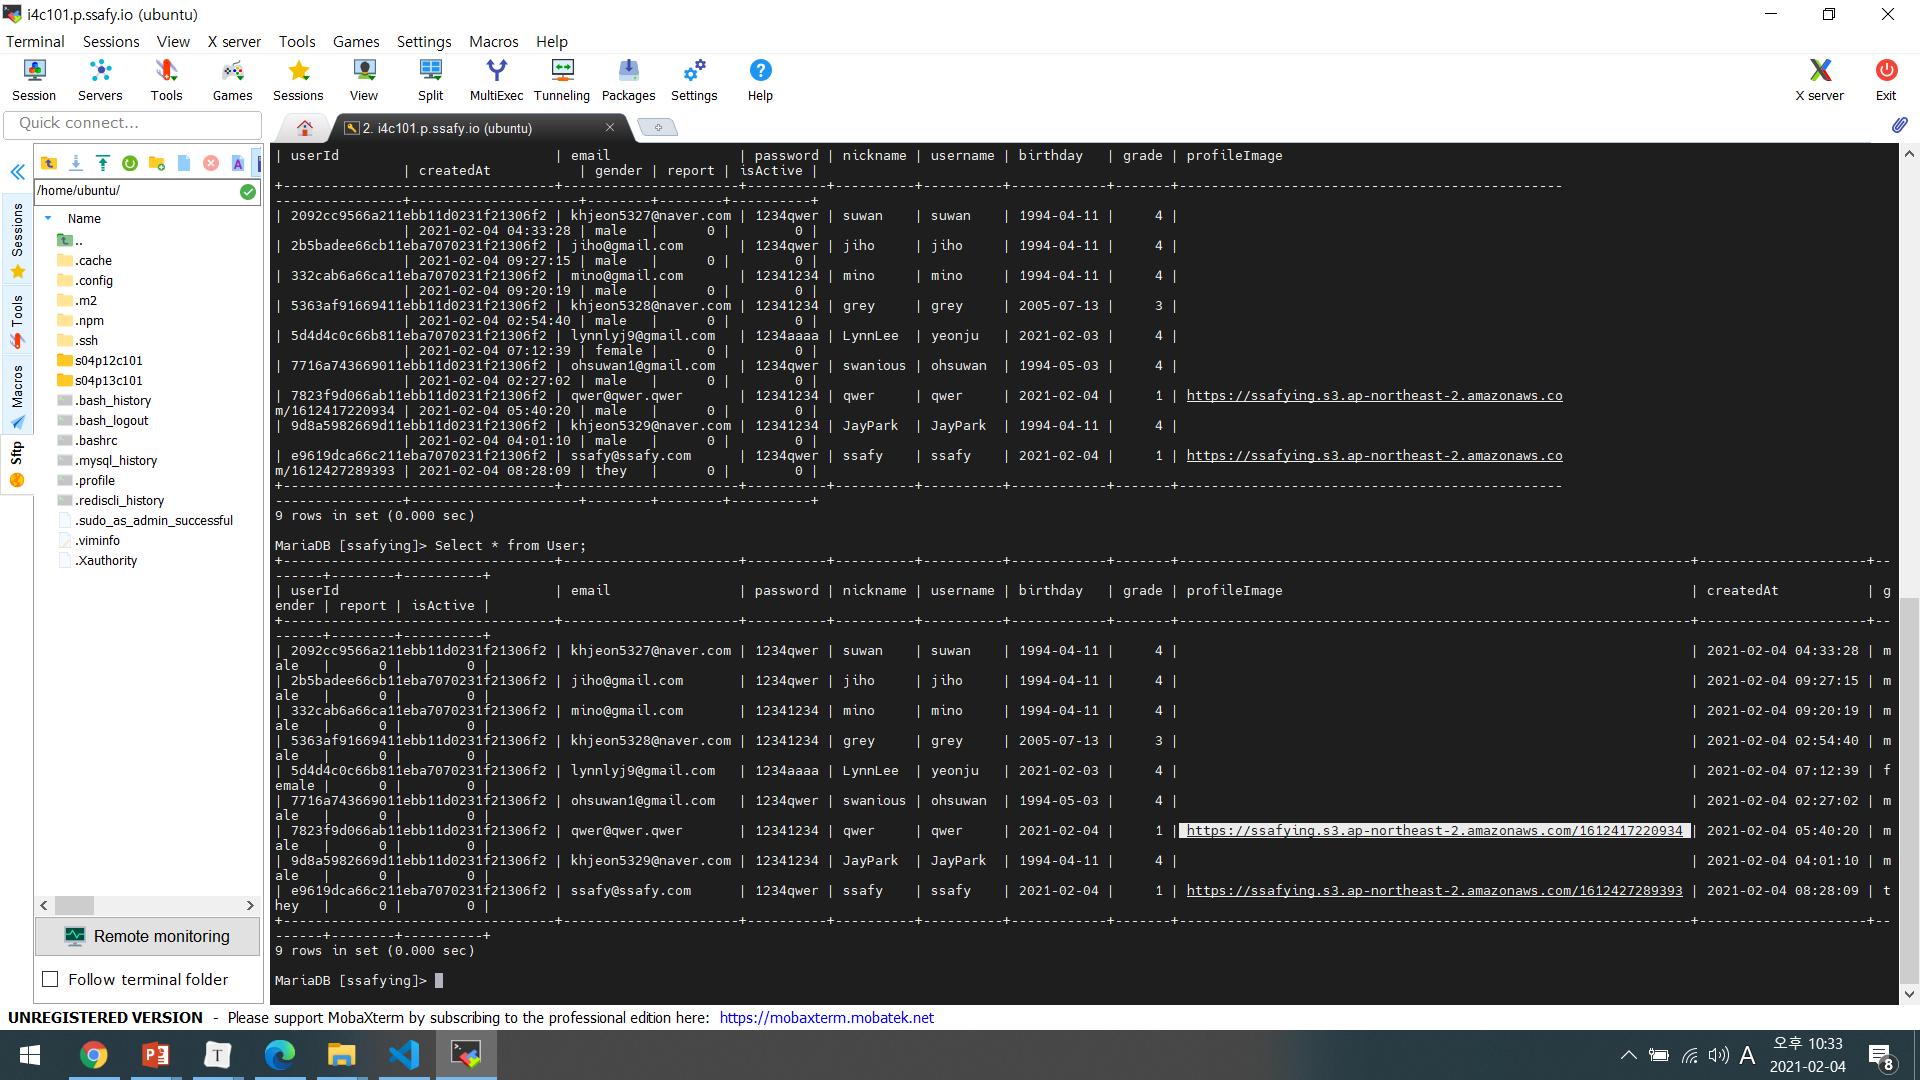 i4c101.p.ssafy.io (ubuntu)
Terminal Sessions View X server Tools Games Settings Macros Help
Session Servers Tools Games Sessions View Split MultiExec Tunneling Packages Settings Help X server Exit
Quick connect...
2. i4c101.p.ssafy.io (ubuntu)
/home/ubuntu/
Name
..
.cache
.config
.m2
.npm
.ssh
s04p12c101
s04p13c101
.bash_history
.bash_logout
.bashrc
.mysql_history
.profile
.rediscli_history
.sudo_as_admin_successful
.viminfo
.Xauthority
Sessions
Tools
Macros
Sftp
Remote monitoring
Follow terminal folder
| userId | email | password | nickname | username | birthday | grade | profileImage
| createdAt | gender | report | isActive |
| 2092cc9566a211ebb11d0231f21306f2 | khjeon5327@naver.com | 1234qwer | suwan | suwan | 1994-04-11 | 4 |
| 2021-02-04 04:33:28 | male | 0 | 0 |
| 2b5badee66cb11eba7070231f21306f2 | jiho@gmail.com | 1234qwer | jiho | jiho | 1994-04-11 | 4 |
| 2021-02-04 09:27:15 | male | 0 | 0 |
| 332cab6a66ca11eba7070231f21306f2 | mino@gmail.com | 12341234 | mino | mino | 1994-04-11 | 4 |
| 2021-02-04 09:20:19 | male | 0 | 0 |
| 5363af91669411ebb11d0231f21306f2 | khjeon5328@naver.com | 12341234 | grey | grey | 2005-07-13 | 3 |
| 2021-02-04 02:54:40 | male | 0 | 0 |
| 5d4d4c0c66b811eba7070231f21306f2 | lynnlyj9@gmail.com | 1234aaaa | LynnLee | yeonju | 2021-02-03 | 4 |
| 2021-02-04 07:12:39 | female | 0 | 0 |
| 7716a743669011ebb11d0231f21306f2 | ohsuwan1@gmail.com | 1234qwer | swanious | ohsuwan | 1994-05-03 | 4 |
| 2021-02-04 02:27:02 | male | 0 | 0 |
| 7823f9d066ab11ebb11d0231f21306f2 | qwer@qwer.qwer | 12341234 | qwer | qwer | 2021-02-04 | 1 | https://ssafying.s3.ap-northeast-2.amazonaws.co
m/1612417220934 | 2021-02-04 05:40:20 | male | 0 | 0 |
| 9d8a5982669d11ebb11d0231f21306f2 | khjeon5329@naver.com | 12341234 | JayPark | JayPark | 1994-04-11 | 4 |
| 2021-02-04 04:01:10 | male | 0 | 0 |
| e9619dca66c211eba7070231f21306f2 | ssafy@ssafy.com | 1234qwer | ssafy | ssafy | 2021-02-04 | 1 | https://ssafying.s3.ap-northeast-2.amazonaws.co
m/1612427289393 | 2021-02-04 08:28:09 | they | 0 | 0 |
9 rows in set (0.000 sec)
MariaDB [ssafying]> Select * from User;
| userId | email | password | nickname | username | birthday | grade | profileImage | createdAt | g
ender | report | isActive |
| 2092cc9566a211ebb11d0231f21306f2 | khjeon5327@naver.com | 1234qwer | suwan | suwan | 1994-04-11 | 4 | | 2021-02-04 04:33:28 | m
ale | 0 | 0 |
| 2b5badee66cb11eba7070231f21306f2 | jiho@gmail.com | 1234qwer | jiho | jiho | 1994-04-11 | 4 | | 2021-02-04 09:27:15 | m
ale | 0 | 0 |
| 332cab6a66ca11eba7070231f21306f2 | mino@gmail.com | 12341234 | mino | mino | 1994-04-11 | 4 | | 2021-02-04 09:20:19 | m
ale | 0 | 0 |
| 5363af91669411ebb11d0231f21306f2 | khjeon5328@naver.com | 12341234 | grey | grey | 2005-07-13 | 3 | | 2021-02-04 02:54:40 | m
ale | 0 | 0 |
| 5d4d4c0c66b811eba7070231f21306f2 | lynnlyj9@gmail.com | 1234aaaa | LynnLee | yeonju | 2021-02-03 | 4 | | 2021-02-04 07:12:39 | f
emale | 0 | 0 |
| 7716a743669011ebb11d0231f21306f2 | ohsuwan1@gmail.com | 1234qwer | swanious | ohsuwan | 1994-05-03 | 4 | | 2021-02-04 02:27:02 | m
ale | 0 | 0 |
| 7823f9d066ab11ebb11d0231f21306f2 | qwer@qwer.qwer | 12341234 | qwer | qwer | 2021-02-04 | 1 | https://ssafying.s3.ap-northeast-2.amazonaws.com/1612417220934 | 2021-02-04 05:40:20 | m
ale | 0 | 0 |
| 9d8a5982669d11ebb11d0231f21306f2 | khjeon5329@naver.com | 12341234 | JayPark | JayPark | 1994-04-11 | 4 | | 2021-02-04 04:01:10 | m
ale | 0 | 0 |
| e9619dca66c211eba7070231f21306f2 | ssafy@ssafy.com | 1234qwer | ssafy | ssafy | 2021-02-04 | 1 | https://ssafying.s3.ap-northeast-2.amazonaws.com/1612427289393 | 2021-02-04 08:28:09 | t
hey | 0 | 0 |
9 rows in set (0.000 sec)
MariaDB [ssafying]>
UNREGISTERED VERSION - Please support MobaXterm by subscribing to the professional edition here: https://mobaxterm.mobatek.net
A
오후 10:33
2021-02-04
8